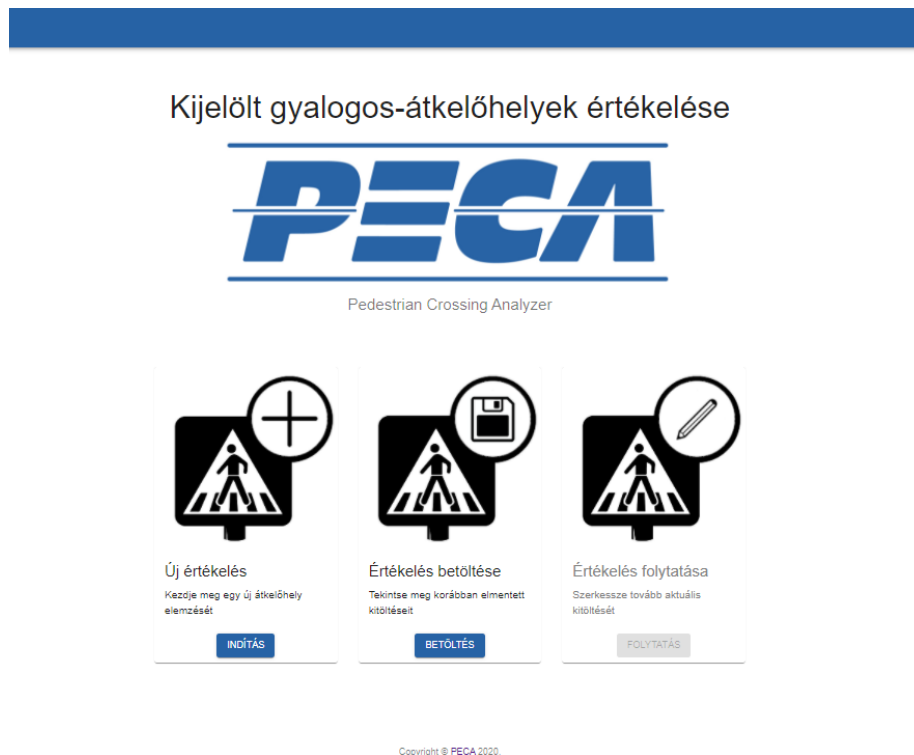 Kijelölt gyalogos-átkelőhelyek értékelése
PECA
Pedestrian Crossing Analyzer
Új értékelés
Kezdje meg egy új átkelőhely
elemzését
INDÍTÁS
Értékelés betöltése
Tekintse meg korábban elmentett
kitöltéseit
BETÖLTÉS
Értékelés folytatása
Szerkessze tovább aktuális
kitöltését
FOLYTATÁS
Copyright © PECA 2020.